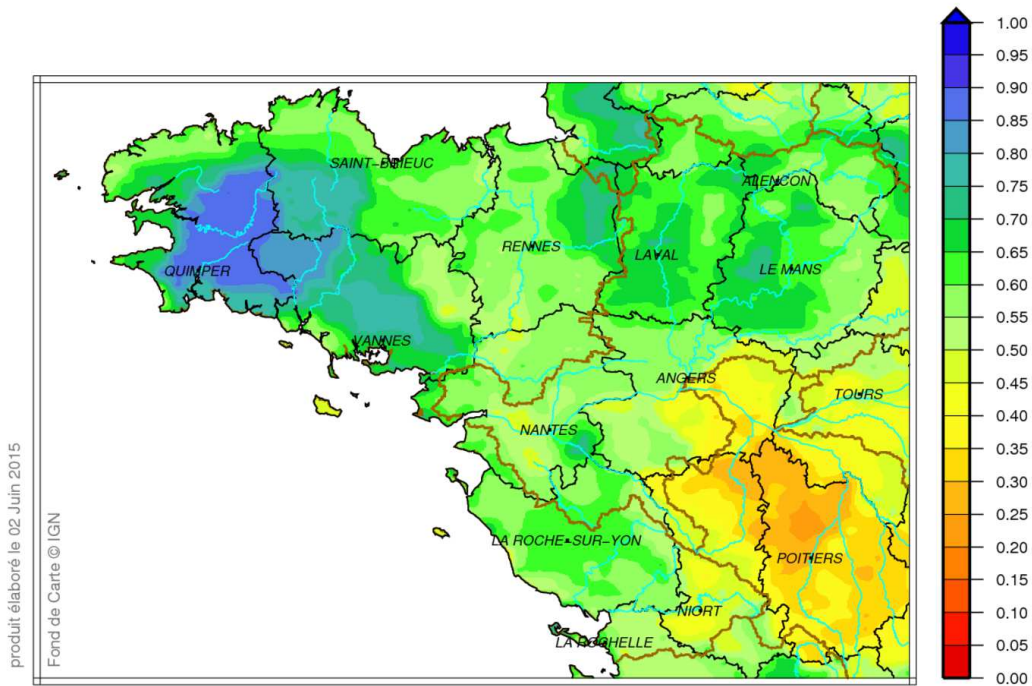 SAINT-BRIEUC
ALENCON
RENNES
LAVAL
QUIMPER
LE MANS
VANNES
ANGERS
TOURS
NANTES
LA ROCHE-SUR-YON
POITIERS
NIORT
LA ROCHELLE
1.00
0.95
0.90
0.85
0.80
0.75
0.70
0.65
0.60
0.55
0.50
0.45
0.40
0.35
0.30
0.25
0.20
0.15
0.10
0.05
0.00
produit élaboré le 02 Juin 2015
Fond de Carte © IGN